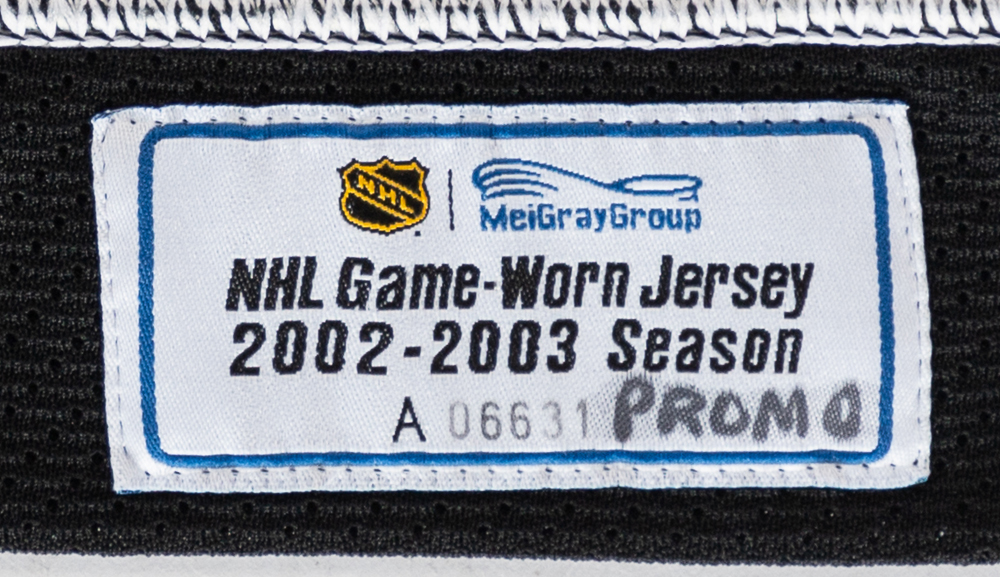 NHL MeiGrayGroup
NHL Game-Worn Jersey
2002-2003 Season
A 06631 PROMO